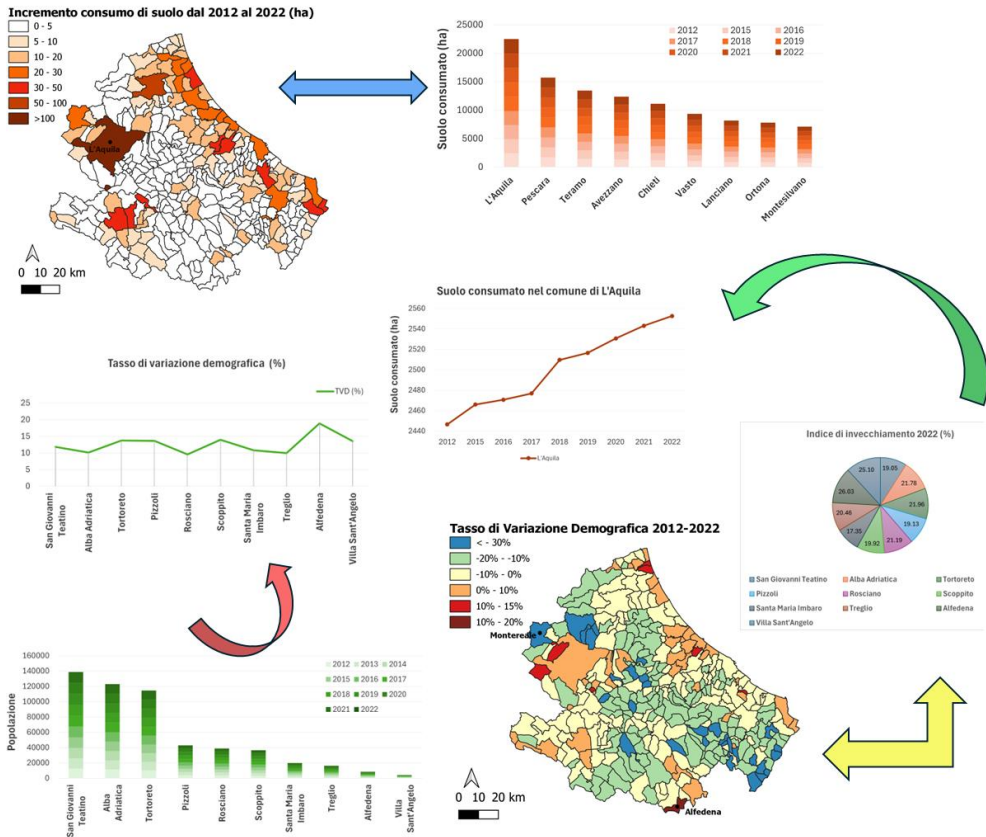 Incremento consumo di suolo dal 2012 al 2022 (ha)
0 - 5
5 - 10
10 - 20
20 - 30
30 - 50
50 - 100
>100
L'Aquila
0 10 20 km
Suolo consumato (ha)
25000
20000
15000
10000
5000
0
2012 2015 2016
2017 2018 2019
2020 2021 2022
L'Aquila
Pescara
Teramo
Avezzano
Chieti
Vasto
Lanciano
Ortona
Montesilvano
Suolo consumato nel comune di L'Aquila
Suolo consumato (ha)
2560
2540
2520
2500
2480
2460
2440
2012 2015 2016 2017 2018 2019 2020 2021 2022
L'Aquila
Tasso di variazione demografica (%)
TVD (%)
25
20
15
10
5
0
San Giovanni
Teatino
Alba Adriatica
Tortoreto
Pizzoli
Rosciano
Scoppito
Santa Maria
Imbaro
Treglio
Alfedena
Villa Sant'Angelo
Indice di invecchiamento 2022 (%)
19.05
21.78
21.96
19.13
21.19
19.92
17.35
20.46
26.03
25.10
San Giovanni Teatino Alba Adriatica Tortoreto
Pizzoli Rosciano Scoppito
Santa Maria Imbaro Treglio Alfedena
Villa Sant'Angelo
Tasso di Variazione Demografica 2012-2022
< - 30%
-20% - -10%
-10% - 0%
0% - 10%
10% - 15%
10% - 20%
Montereale
Alfedena
0 10 20 km
Popolazione
160000
140000
120000
100000
80000
60000
40000
20000
0
2012 2013 2014
2015 2016 2017
2018 2019 2020
2021 2022
San Giovanni
Teatino
Alba
Adriatica
Tortoreto
Pizzoli
Rosciano
Scoppito
Santa Maria
Imbaro
Treglio
Alfedena
Villa
Sant'Angelo